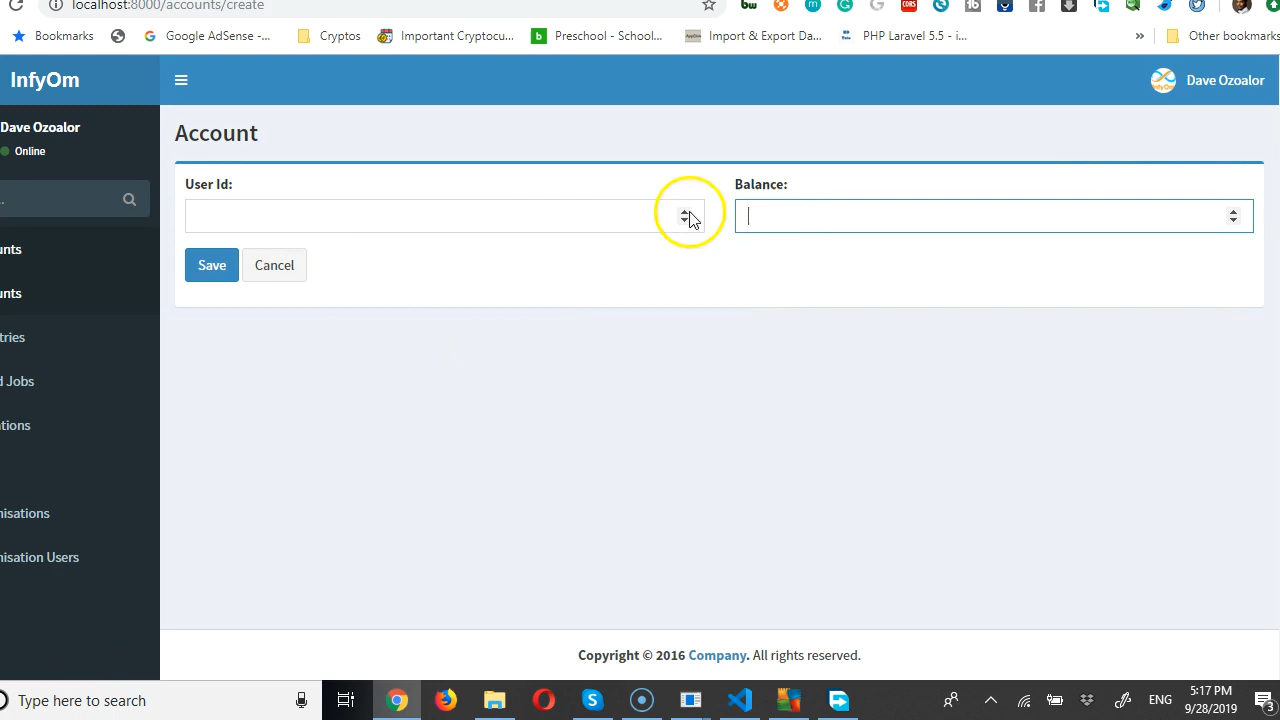 localhost:8000/accounts/create
Bookmarks
Google AdSense -...
Cryptos
Important Cryptocu...
Preschool - School...
Import & Export Da...
PHP Laravel 5.5 - i...
»
Other bookmarks
InfyOm
Dave Ozoalor
Dave Ozoalor
Online
..
unts
unts
tries
d Jobs
ations
nisations
nisation Users
Account
User Id:
Balance:
Save
Cancel
Copyright © 2016 Company. All rights reserved.
Type here to search
ENG
5:17 PM
9/28/2019
3